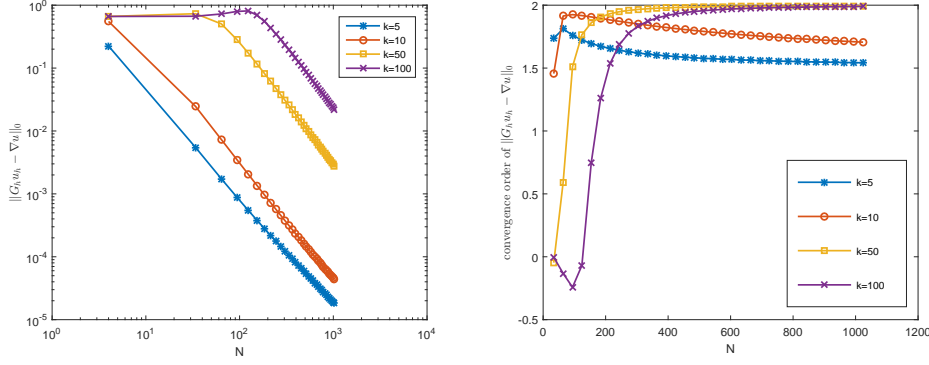 ||G_h u_h − ∇u||_0
10^0
10^-1
10^-2
10^-3
10^-4
10^-5
10^0
10^1
10^2
10^3
10^4
N
k=5
k=10
k=50
k=100
convergence order of ||G_h u_h − ∇u||_0
2
1.5
1
0.5
0
-0.5
0
200
400
600
800
1000
1200
N
k=5
k=10
k=50
k=100